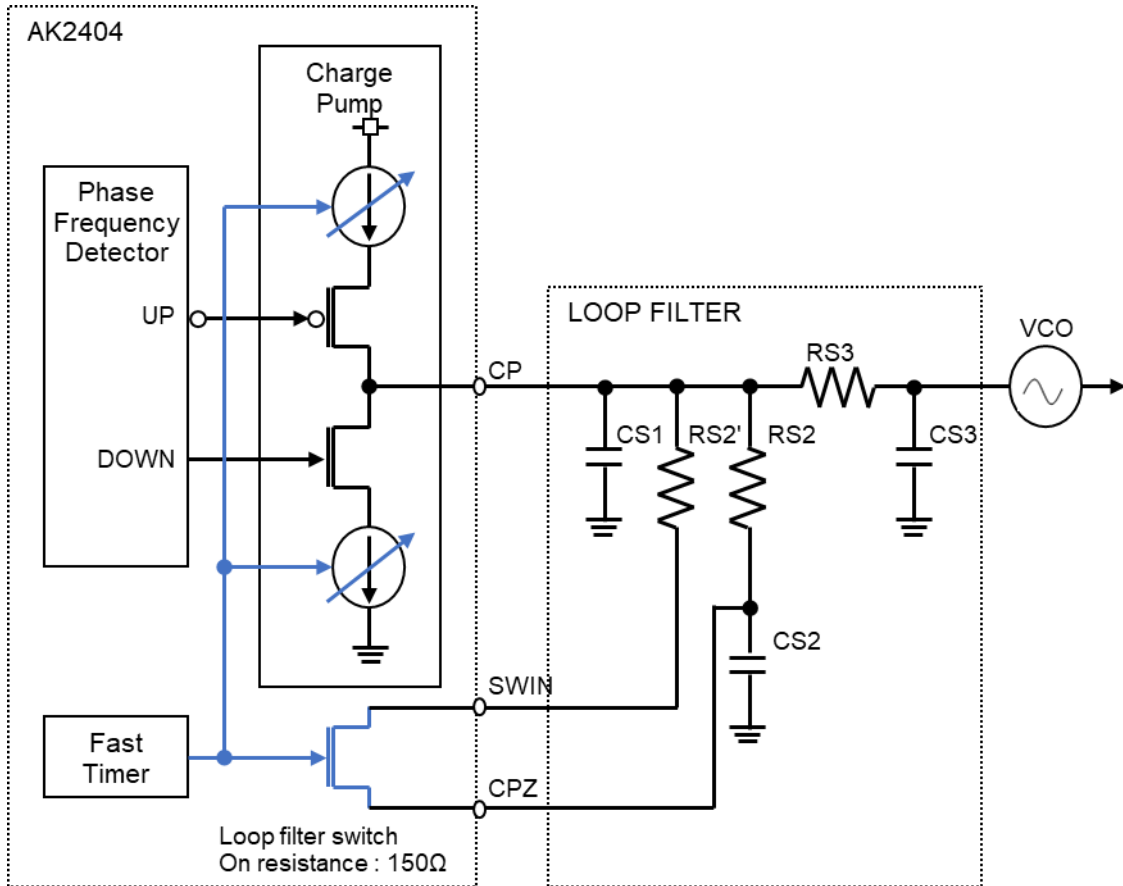 AK2404
Charge
Pump
Phase
Frequency
Detector
UP
DOWN
CP
LOOP FILTER
RS3
VCO
CS1
RS2'
RS2
CS3
CS2
SWIN
Fast
Timer
CPZ
Loop filter switch
On resistance : 150Ω